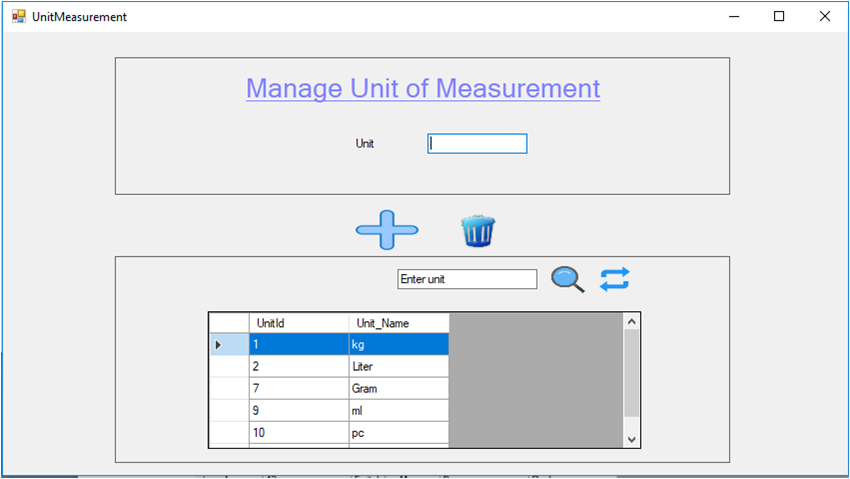 UnitMeasurement
Manage Unit of Measurement
Unit
Enter unit
UnitId Unit_Name
1 kg
2 Liter
7 Gram
9 ml
10 pc